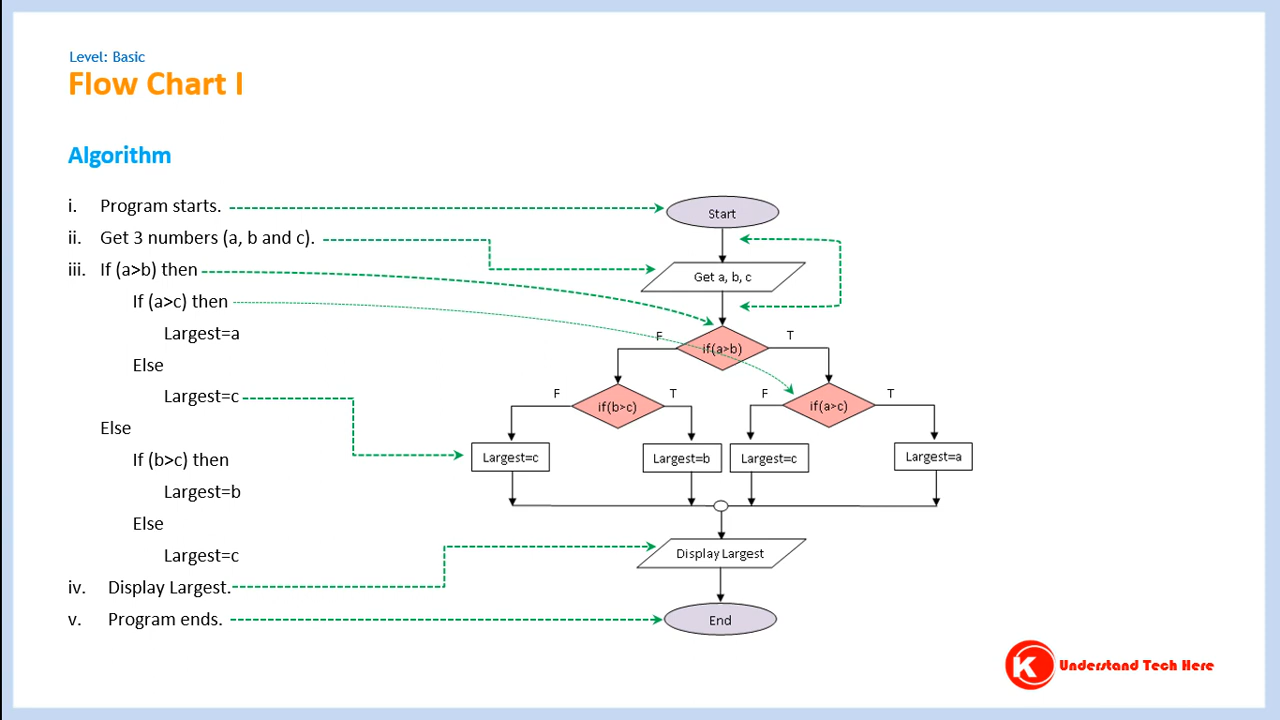 Level: Basic
Flow Chart I
Algorithm
i. Program starts.
ii. Get 3 numbers (a, b and c).
iii. If (a>b) then
If (a>c) then
Largest=a
Else
Largest=c
Else
If (b>c) then
Largest=b
Else
Largest=c
iv. Display Largest.
v. Program ends.
Start
Get a, b, c
F T
if(a>b)
F T F T
if(b>c) if(a>c)
Largest=c Largest=b Largest=c Largest=a
Display Largest
End
K Understand Tech Here